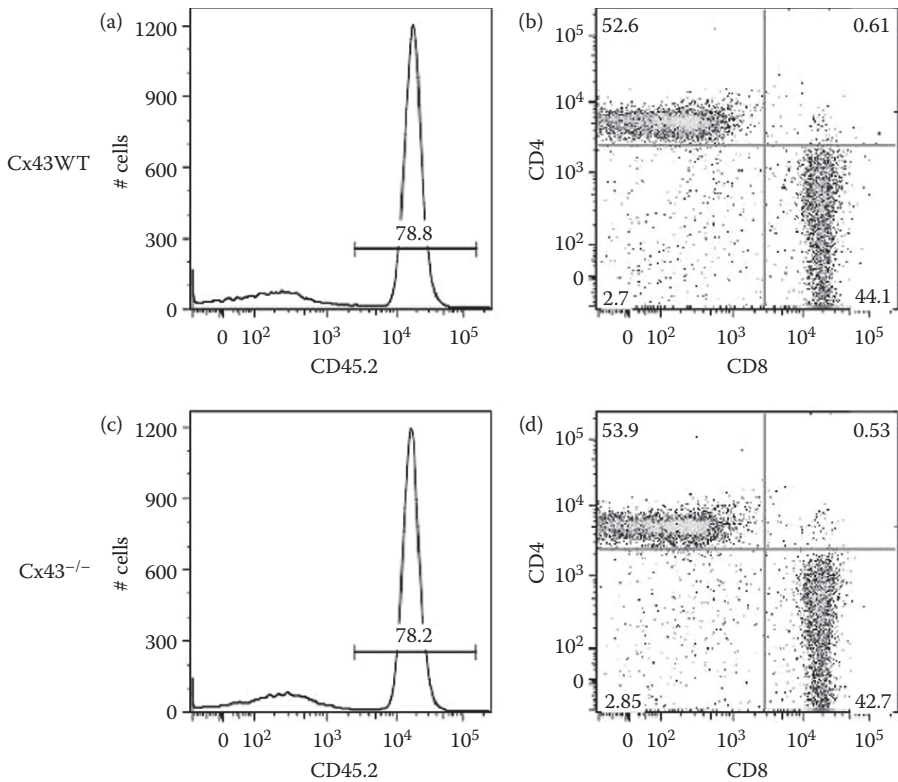 (a)
1200
900
600
300
0
# cells
Cx43WT
78.8
0 10² 10³ 10⁴ 10⁵
CD45.2
(b)
52.6 0.61
10⁵
10⁴
10³
10²
0
CD4
2.7 44.1
0 10² 10³ 10⁴ 10⁵
CD8
(c)
1200
900
600
300
0
# cells
Cx43⁻/⁻
78.2
0 10² 10³ 10⁴ 10⁵
CD45.2
(d)
53.9 0.53
10⁵
10⁴
10³
10²
0
CD4
2.85 42.7
0 10² 10³ 10⁴ 10⁵
CD8